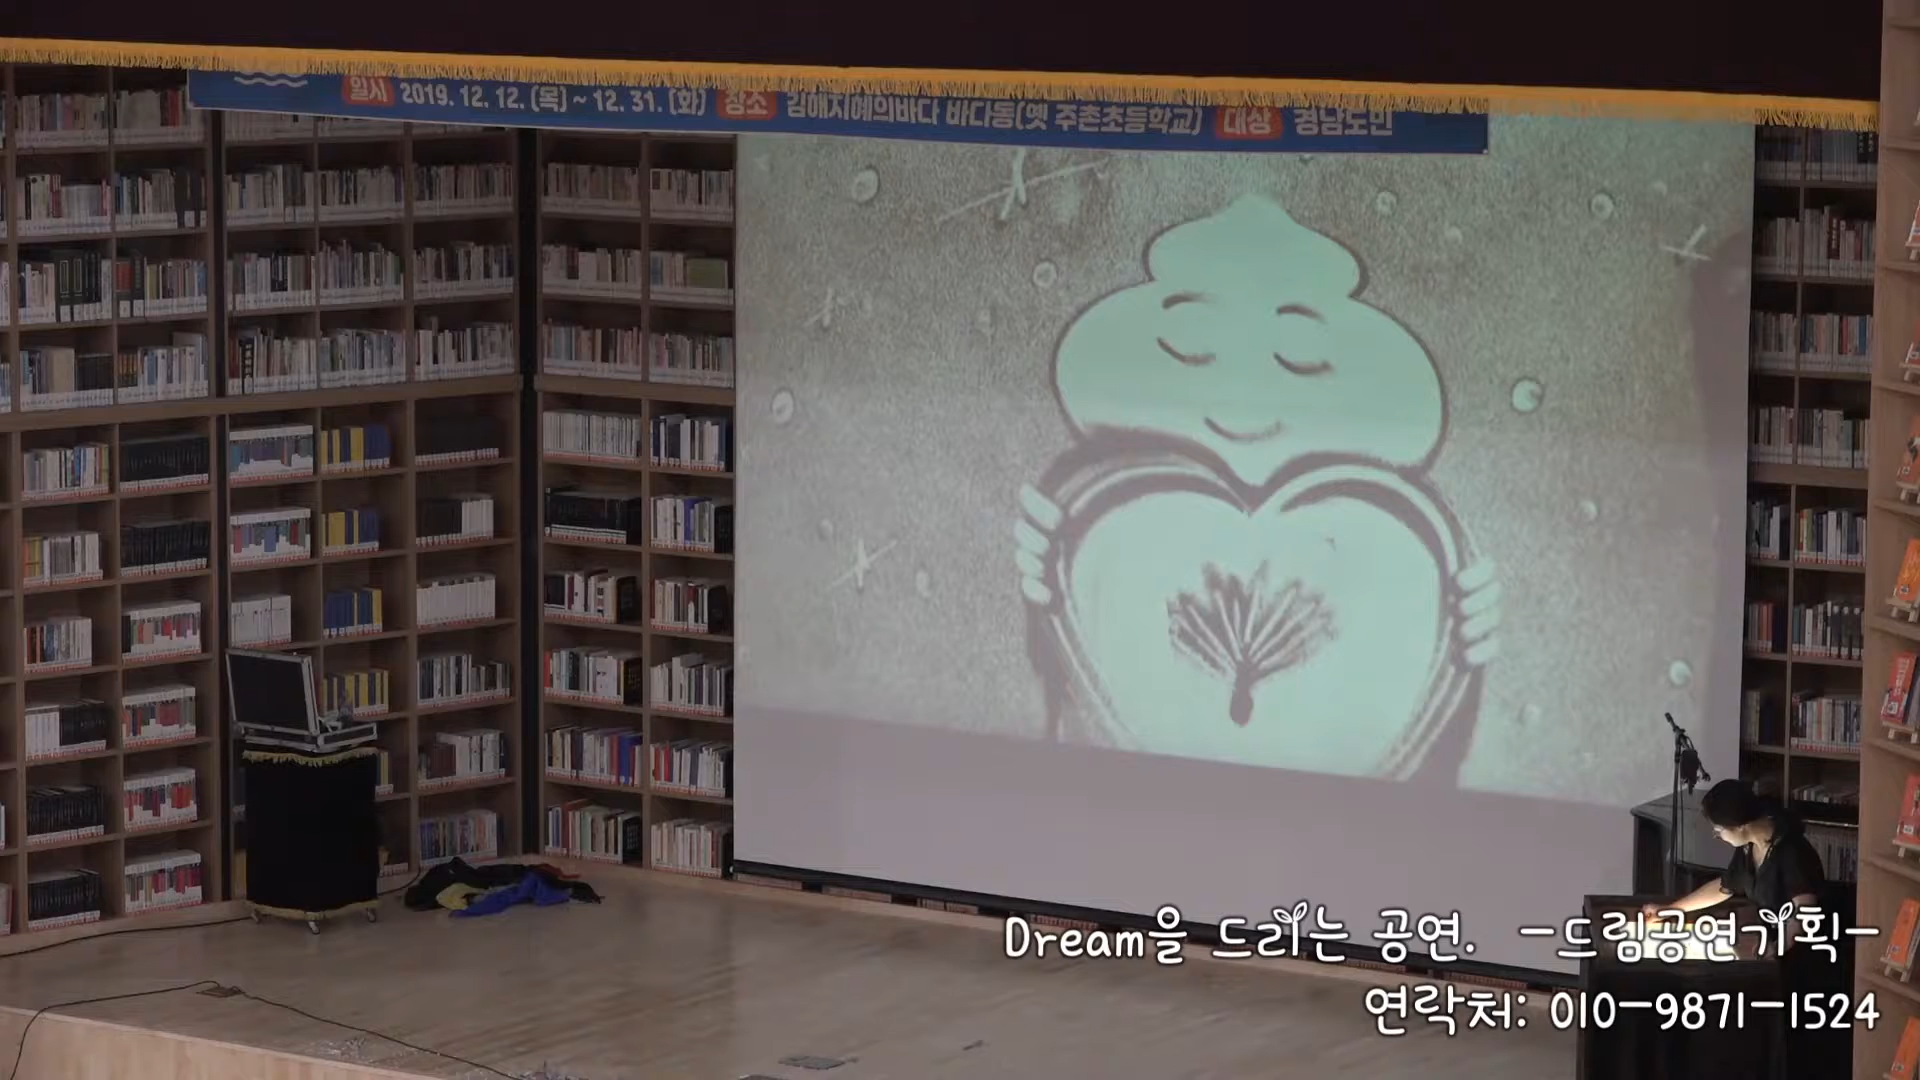 일시 2019. 12. 12. (목) ~ 12. 31. (화) 장소 김해지혜의바다 바다동(옛 주촌초등학교) 대상 경남도민
Dream을 드리는 공연. -드림공연기획-
연락처: 010-9871-1524